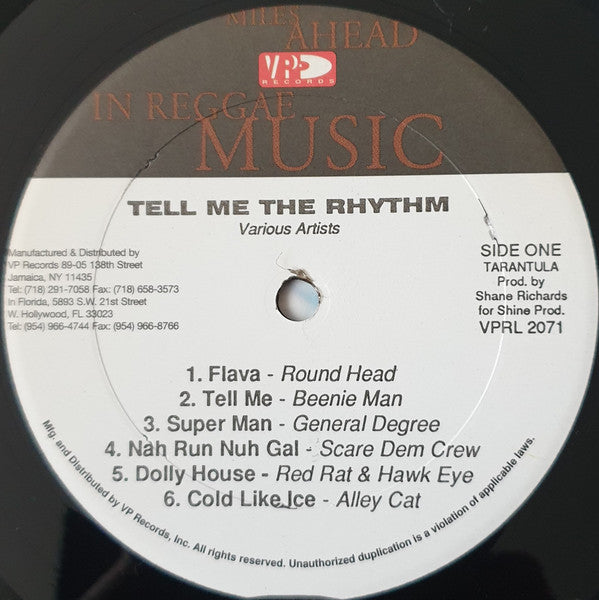 MILES
AHEAD
VP
RECORDS
IN REGGAE
MUSIC
TELL ME THE RHYTHM
Various Artists
Manufactured & Distributed by
VP Records 89-05 138th Street
Jamaica, NY 11435
Tel: (718) 291-7058 Fax: (718) 658-3573
In Florida, 5893 S.W. 21st Street
W. Hollywood, FL 33023
Tel: (954) 966-4744 Fax: (954) 966-8766
SIDE ONE
TARANTULA
Prod. by
Shane Richards
for Shine Prod.
VPRL 2071
1. Flava - Round Head
2. Tell Me - Beenie Man
3. Super Man - General Degree
4. Nah Run Nuh Gal - Scare Dem Crew
5. Dolly House - Red Rat & Hawk Eye
6. Cold Like Ice - Alley Cat
Mfg. and Distributed by VP Records, Inc. All rights reserved. Unauthorized duplication is a violation of applicable laws.